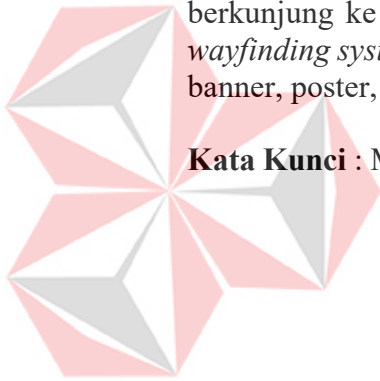 berkunjung ke
wayfinding syst
banner, poster,
Kata Kunci : M